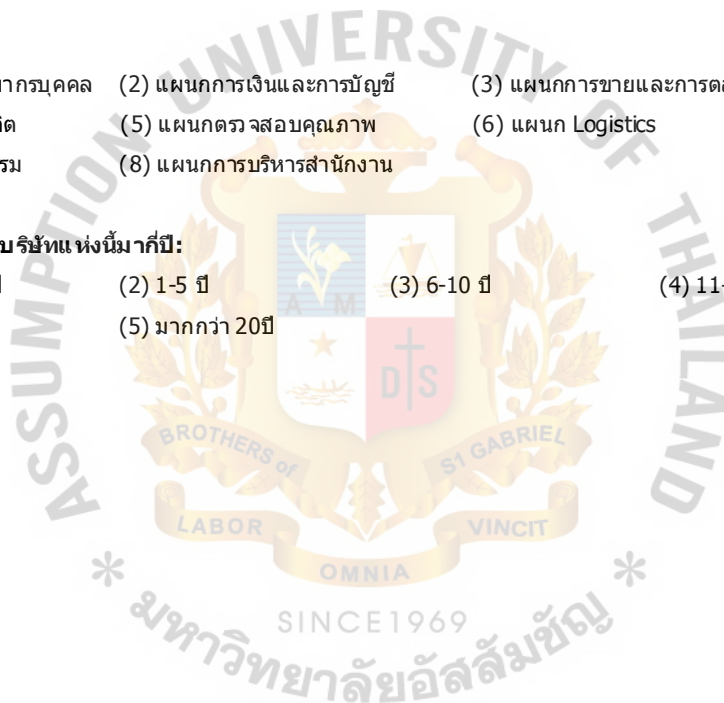 ยากรบุคคล (2) แผนกการเงินและการบัญชี (3) แผนกการขายและการต
(5) แผนกตรวจสอบคุณภาพ (6) แผนก Logistics
รม (8) แผนกการบริหารสำนักงาน
บริษัทแห่งนี้มากี่ปี:
(2) 1-5 ปี (3) 6-10 ปี (4) 11-
(5) มากกว่า 20ปี
ASSUMPTION UNIVERSITY OF THAILAND
A M
D S
BROTHERS of ST GABRIEL
LABOR
VINCIT
OMNIA
SINCE1969
มหาวิทยาลัยอัสสัมชัญ